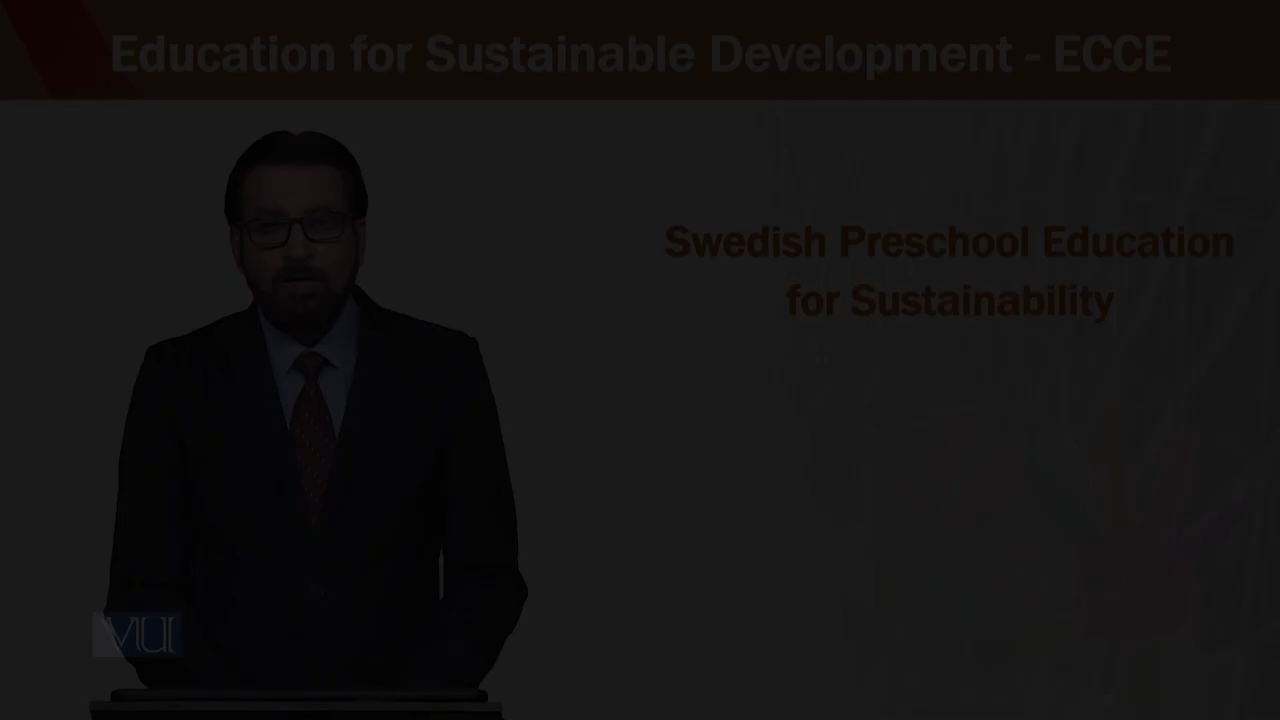 Education for Sustainable Development - ECCE
Swedish Preschool Education
for Sustainability
VU